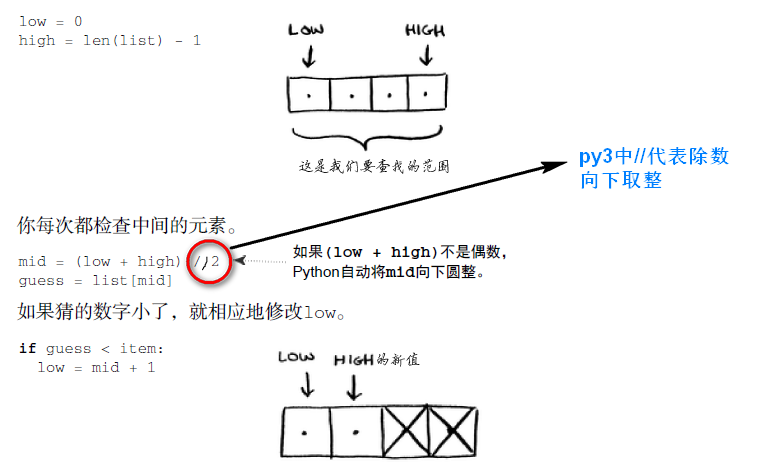 low = 0
high = len(list) - 1
LOW
HIGH
这是我们要查找的范围
py3中//代表除数
向下取整
你每次都检查中间的元素。
mid = (low + high) //2
guess = list[mid]
如果(low + high)不是偶数，
Python自动将mid向下圆整。
如果猜的数字小了，就相应地修改low。
if guess < item:
  low = mid + 1
LOW
HIGH的新值